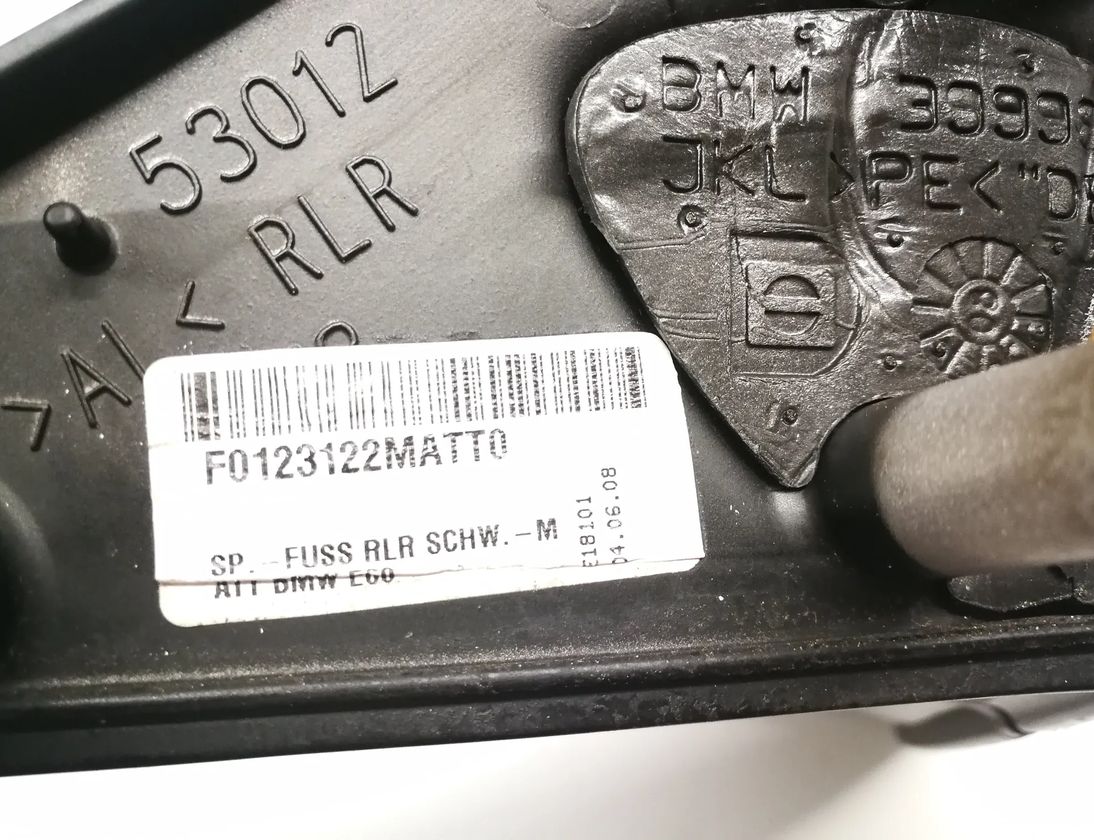 53012
RLR
BMW
JKL >PE<
F0123122MATT0
SP.-FUSS RLR SCHW.-M
ATT BMW E60
E18101
04.06.08